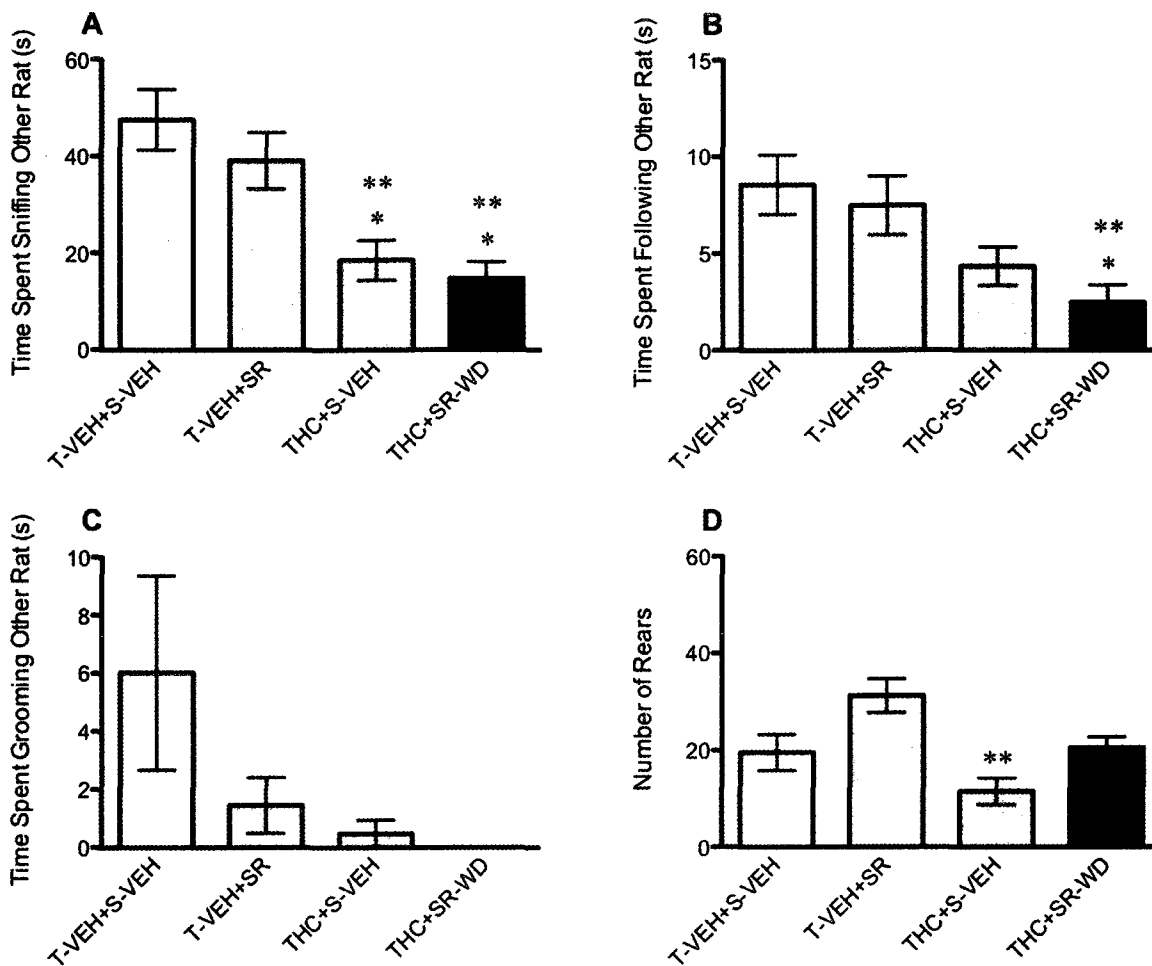 A
Time Spent Sniffing Other Rat (s)
60
40
20
0
**
*
**
*
T-VEH+S-VEH
T-VEH+SR
THC+S-VEH
THC+SR-WD
B
Time Spent Following Other Rat (s)
15
10
5
0
**
*
T-VEH+S-VEH
T-VEH+SR
THC+S-VEH
THC+SR-WD
C
Time Spent Grooming Other Rat (s)
10
8
6
4
2
0
T-VEH+S-VEH
T-VEH+SR
THC+S-VEH
THC+SR-WD
D
Number of Rears
60
40
20
0
**
T-VEH+S-VEH
T-VEH+SR
THC+S-VEH
THC+SR-WD